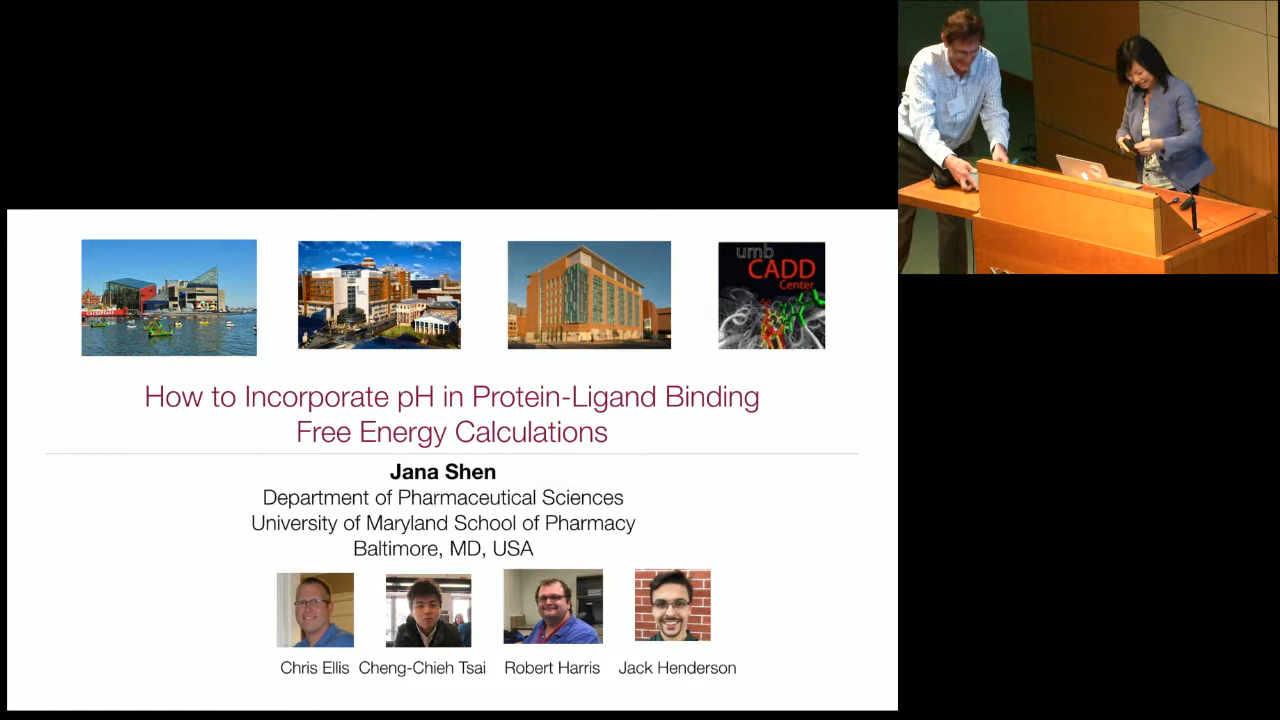 umb
CADD
Center
How to Incorporate pH in Protein-Ligand Binding
Free Energy Calculations
Jana Shen
Department of Pharmaceutical Sciences
University of Maryland School of Pharmacy
Baltimore, MD, USA
Chris Ellis
Cheng-Chieh Tsai
Robert Harris
Jack Henderson